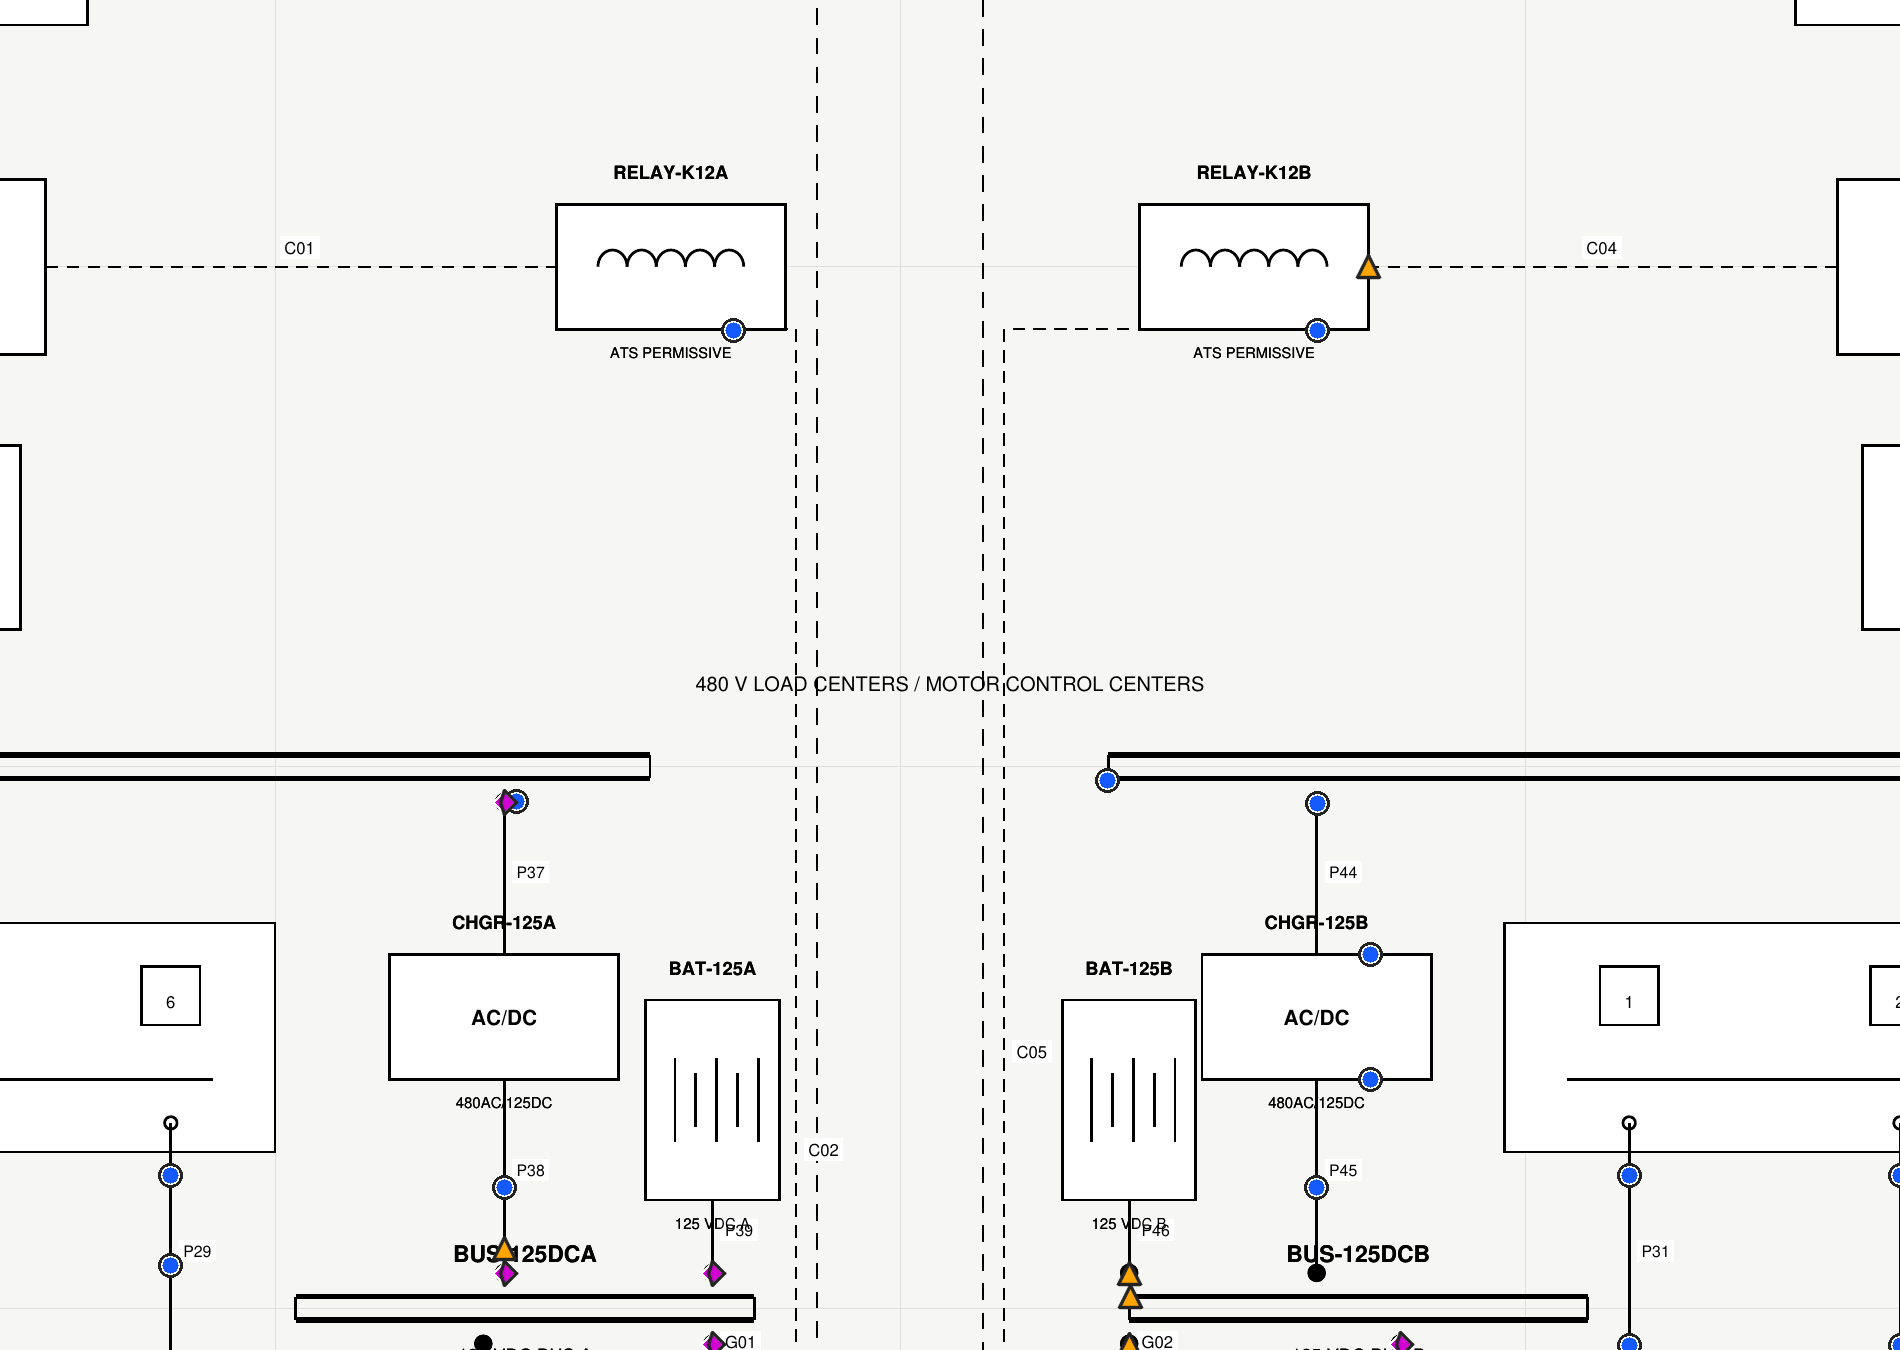 RELAY-K12A
RELAY-K12B
C01
C04
ATS PERMISSIVE
ATS PERMISSIVE
480 V LOAD CENTERS / MOTOR CONTROL CENTERS
P37
P44
CHGR-125A
CHGR-125B
BAT-125A
BAT-125B
6
AC/DC
AC/DC
1
2
C05
480AC/125DC
480AC/125DC
C02
P38
P45
125 VDC A
P39
125 VDC B
P46
P29
BUS-125DCA
BUS-125DCB
P31
G01
G02